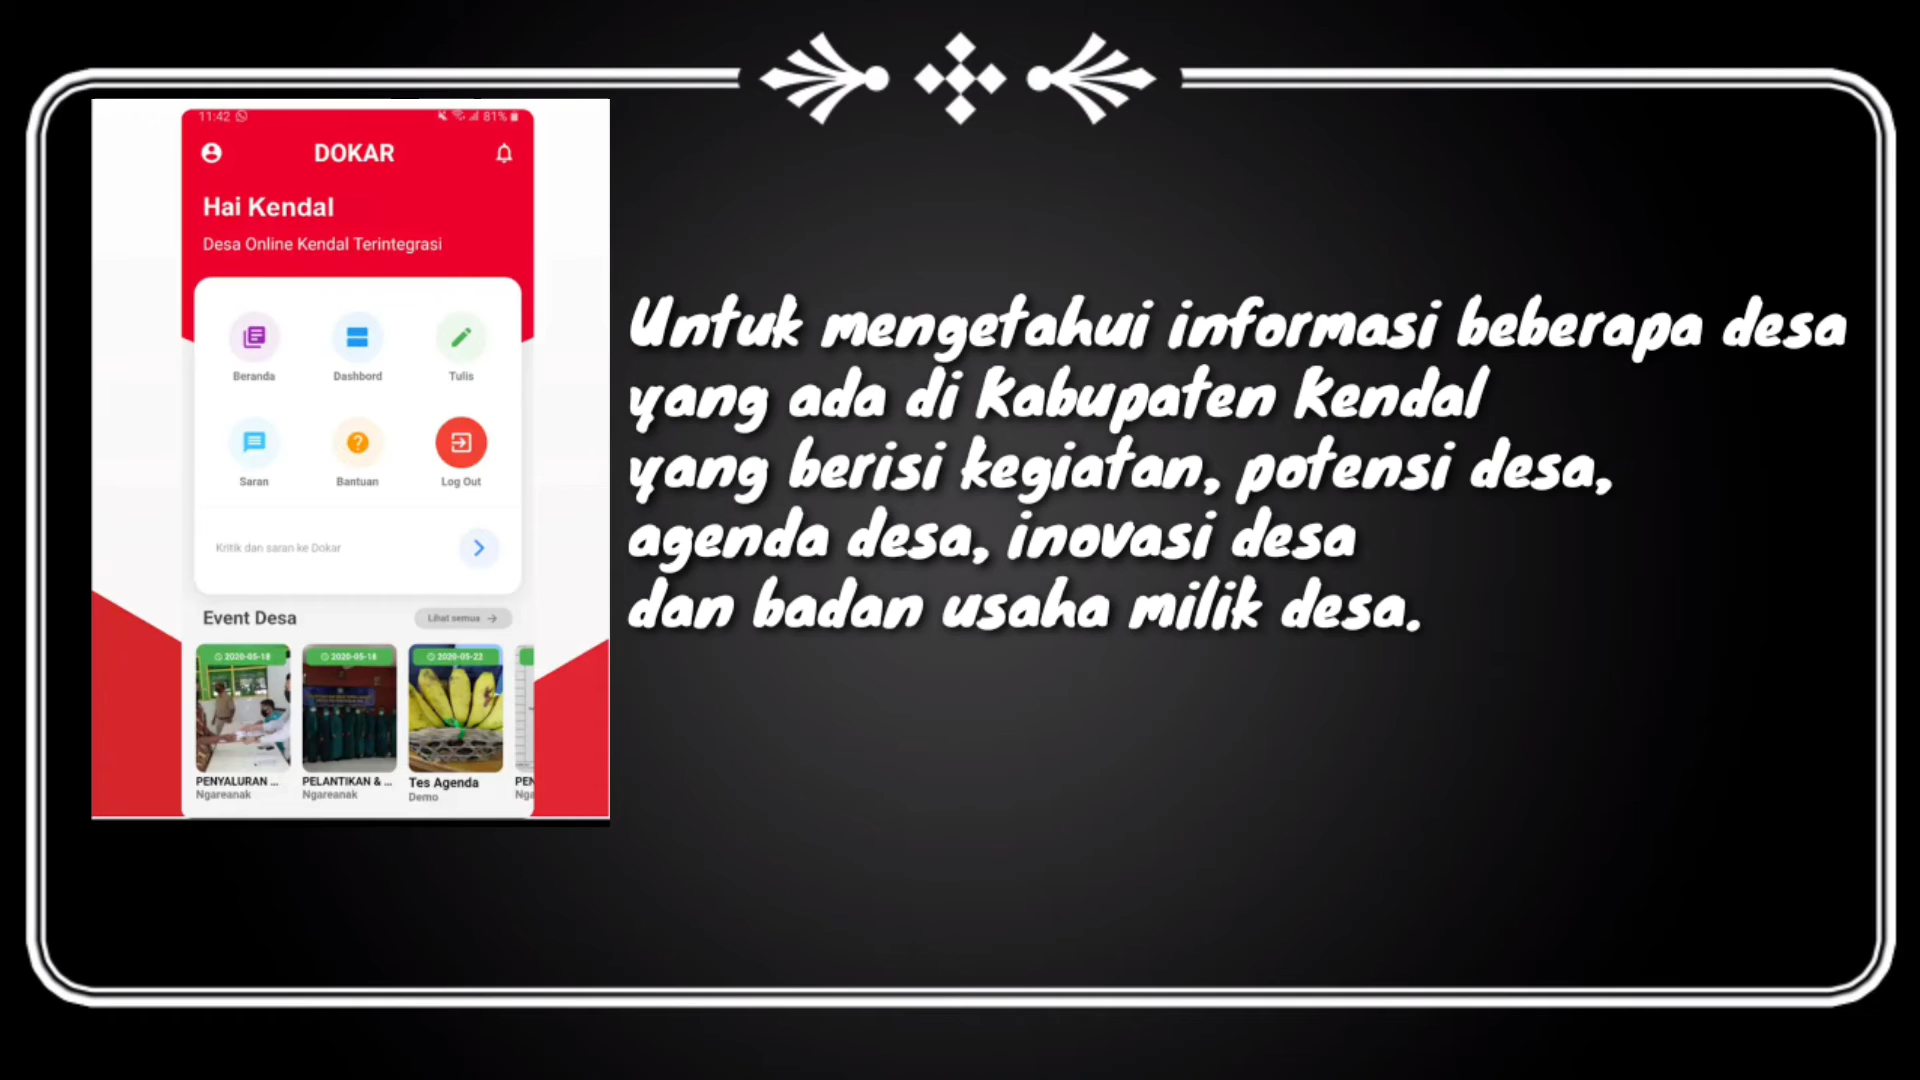 11:42
81%
DOKAR
Hai Kendal
Desa Online Kendal Terintegrasi
Beranda
Dashbord
Tulis
Saran
Bantuan
Log Out
Kritik dan saran ke Dokar
Event Desa
Lihat semua
2020-05-18
2020-05-18
2020-05-22
PENYALURAN ...
PELANTIKAN & ...
Tes Agenda
PEN
Ngareanak
Ngareanak
Demo
Nga
Untuk mengetahui informasi beberapa desa
yang ada di Kabupaten Kendal
yang berisi kegiatan, potensi desa,
agenda desa, inovasi desa
dan badan usaha milik desa.